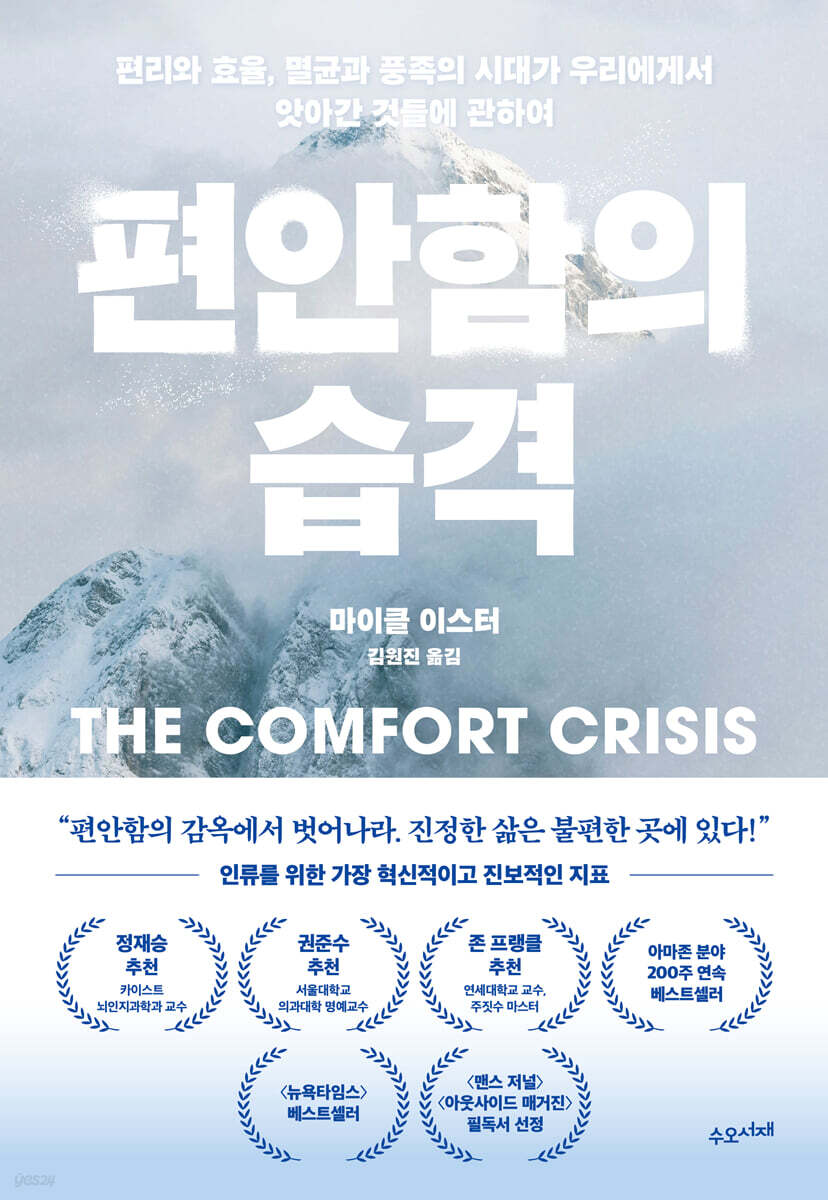 편리와 효율, 멸균과 풍족의 시대가 우리에게서
앗아간 것들에 관하여
편안함의
습격
마이클 이스터
김원진 옮김
THE COMFORT CRISIS
“편안함의 감옥에서 벗어나라. 진정한 삶은 불편한 곳에 있다!”
인류를 위한 가장 혁신적이고 진보적인 지표
정재승
추천
카이스트
뇌인지과학과 교수
권준수
추천
서울대학교
의과대학 명예교수
존 프랭클
추천
연세대학교 교수,
주짓수 마스터
아마존 분야
200주 연속
베스트셀러
〈뉴욕타임스〉
베스트셀러
〈맨스 저널〉
〈아웃사이드 매거진〉
필독서 선정
수오서재
yes24